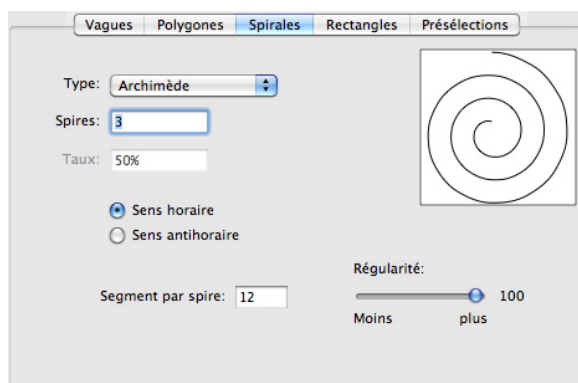 Vagues Polygones Spirales Rectangles Présélections
Type: Archimède
Spires: 3
Taux: 50%
Sens horaire
Sens antihoraire
Segment par spire: 12
Régularité:
100
Moins plus